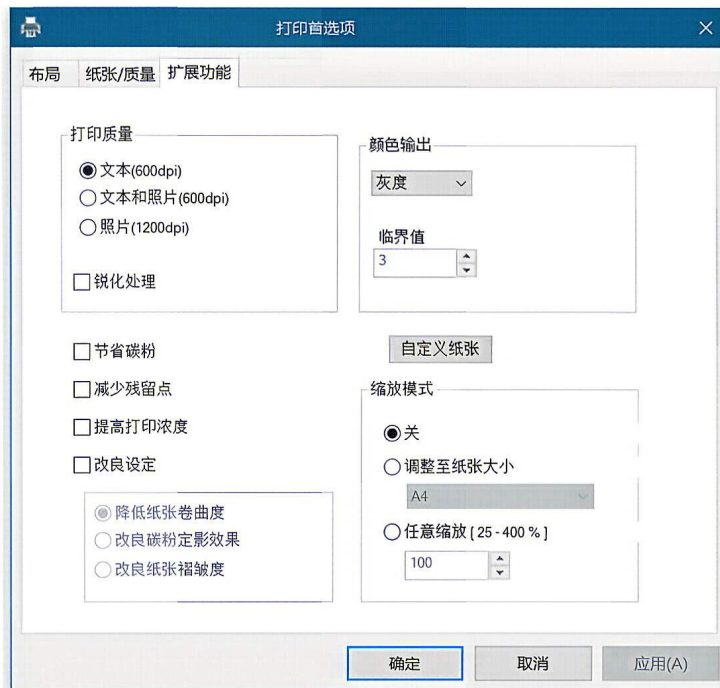 打印首选项
布局 纸张/质量 扩展功能
打印质量
文本(600dpi)
文本和照片(600dpi)
照片(1200dpi)
锐化处理
颜色输出
灰度
临界值
3
节省碳粉
减少残留点
提高打印浓度
改良设定
降低纸张卷曲度
改良碳粉定影效果
改良纸张褶皱度
自定义纸张
缩放模式
关
调整至纸张大小
A4
任意缩放 [ 25 - 400 % ]
100
确定 取消 应用(A)